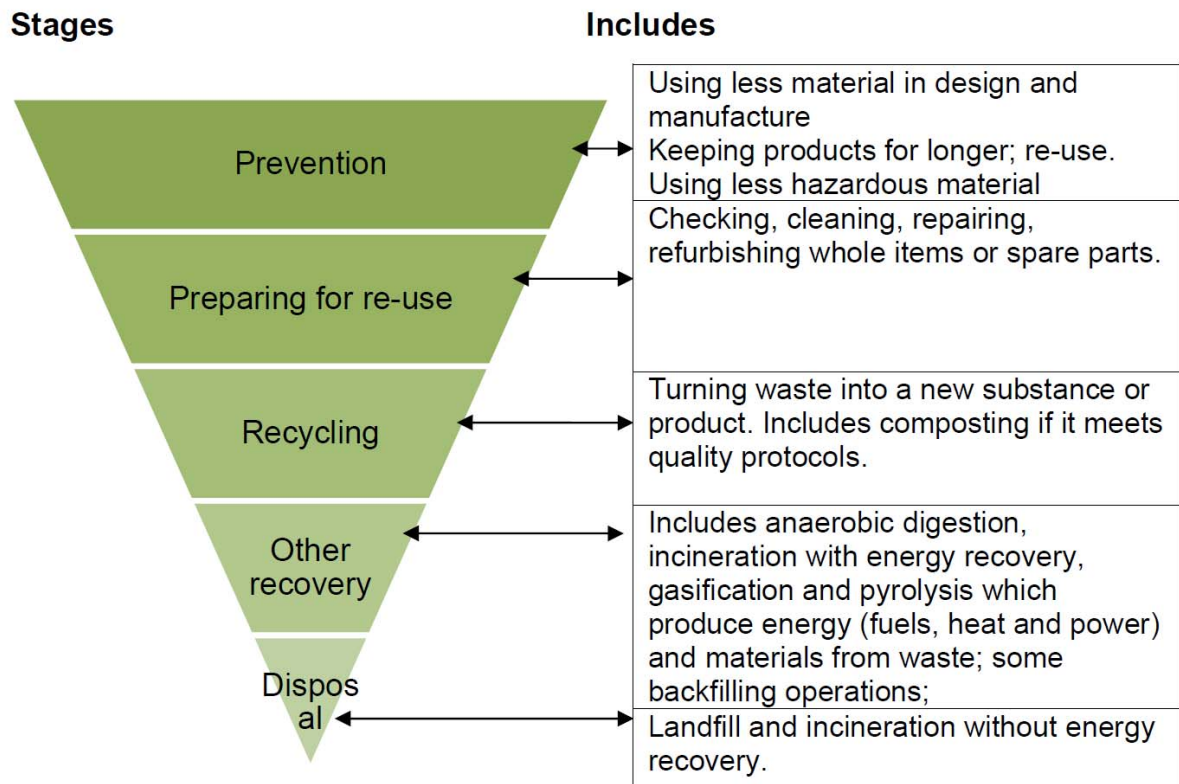 Stages
Includes
Prevention
Using less material in design and
manufacture
Keeping products for longer; re-use.
Using less hazardous material
Preparing for re-use
Checking, cleaning, repairing,
refurbishing whole items or spare parts.
Recycling
Turning waste into a new substance or
product. Includes composting if it meets
quality protocols.
Other
recovery
Includes anaerobic digestion,
incineration with energy recovery,
gasification and pyrolysis which
produce energy (fuels, heat and power)
and materials from waste; some
backfilling operations;
Dispos
al
Landfill and incineration without energy
recovery.